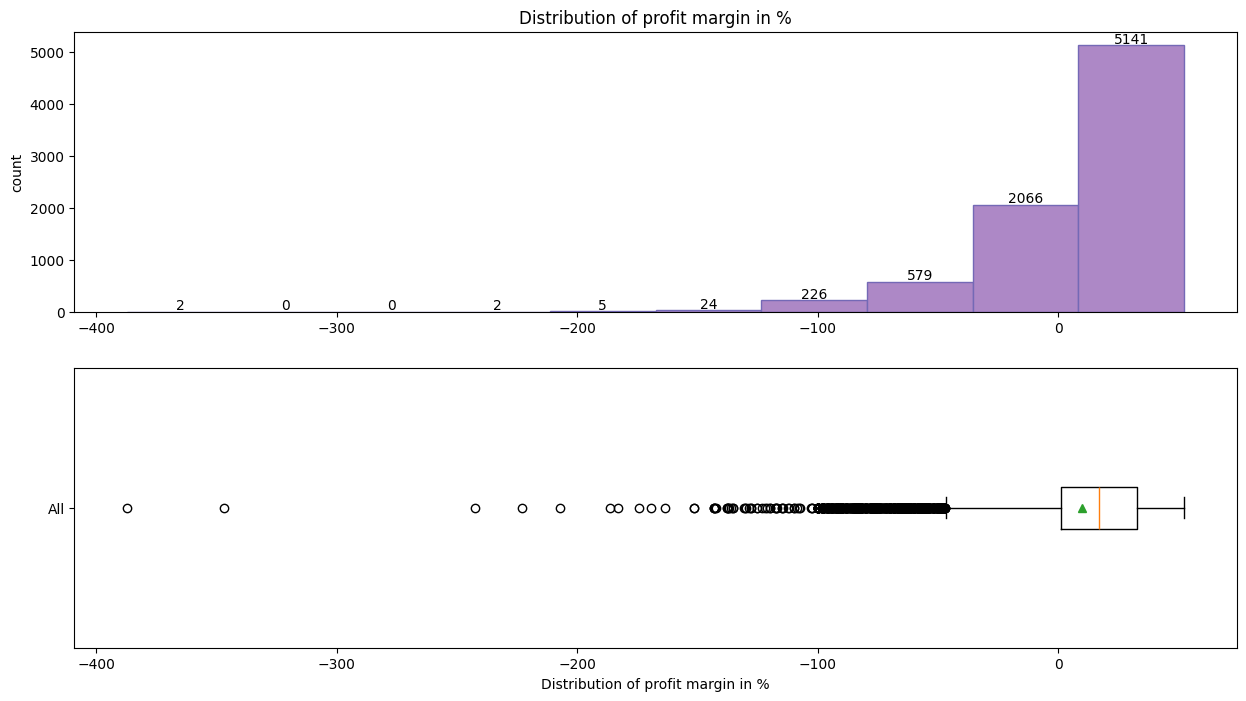 Distribution of profit margin in %
5000
4000
3000
2000
1000
0
count
2 0 0 2 5 24 226 579 2066 5141
−400 −300 −200 −100 0
All
−400 −300 −200 −100 0
Distribution of profit margin in %